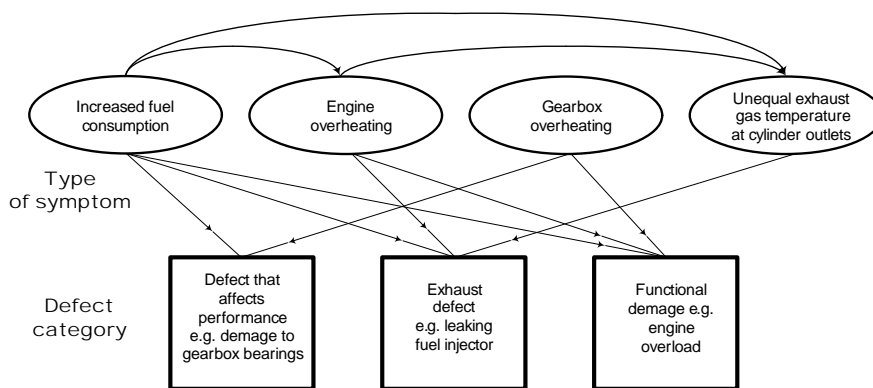 Increased fuel
consumption
Engine
overheating
Gearbox
overheating
Unequal exhaust
gas temperature
at cylinder outlets
Type
of symptom
Defect
category
Defect that
affects
performance
e.g. damage to
gearbox bearings
Exhaust
defect
e.g. leaking
fuel injector
Functional
demage e.g.
engine
overload